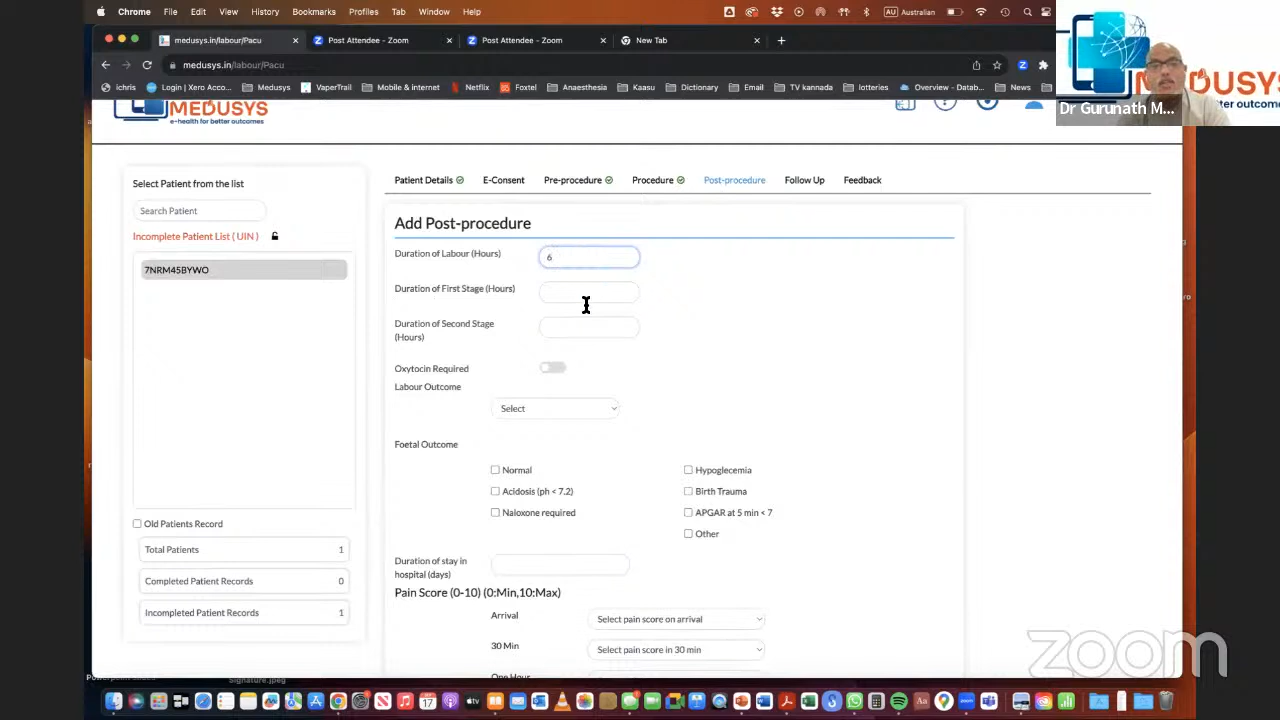 Chrome File Edit View History Bookmarks Profiles Tab Window Help AU Australian
medusys.in/labour/Pacu Post Attendee - Zoom Post Attendee - Zoom New Tab
medusys.in/labour/Pacu
ichris Login | Xero Acco... Medusys VaperTrail Mobile & internet Netflix Foxtel Anaesthesia Kaasu Dictionary Email TV kannada lotteries Overview - Datab... News
MEDUSYS
e-health for better outcomes
Dr Gurunath M...
Select Patient from the list
Search Patient
Incomplete Patient List ( UIN )
7NRM45BYWO
Old Patients Record
Total Patients 1
Completed Patient Records 0
Incompleted Patient Records 1
Patient Details E-Consent Pre-procedure Procedure Post-procedure Follow Up Feedback
Add Post-procedure
Duration of Labour (Hours) 6
Duration of First Stage (Hours)
Duration of Second Stage
(Hours)
Oxytocin Required
Labour Outcome
Select
Foetal Outcome
Normal Hypoglecemia
Acidosis (ph < 7.2) Birth Trauma
Naloxone required APGAR at 5 min < 7
Other
Duration of stay in
hospital (days)
Pain Score (0-10) (0:Min,10:Max)
Arrival Select pain score on arrival
30 Min Select pain score in 30 min
One Hour
zoom
Signature.jpeg